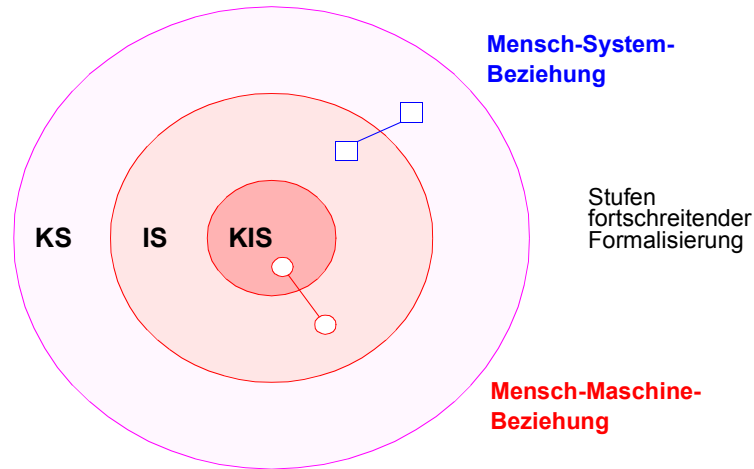 Mensch-System-
Beziehung
Stufen
fortschreitender
Formalisierung
KS IS KIS
Mensch-Maschine-
Beziehung